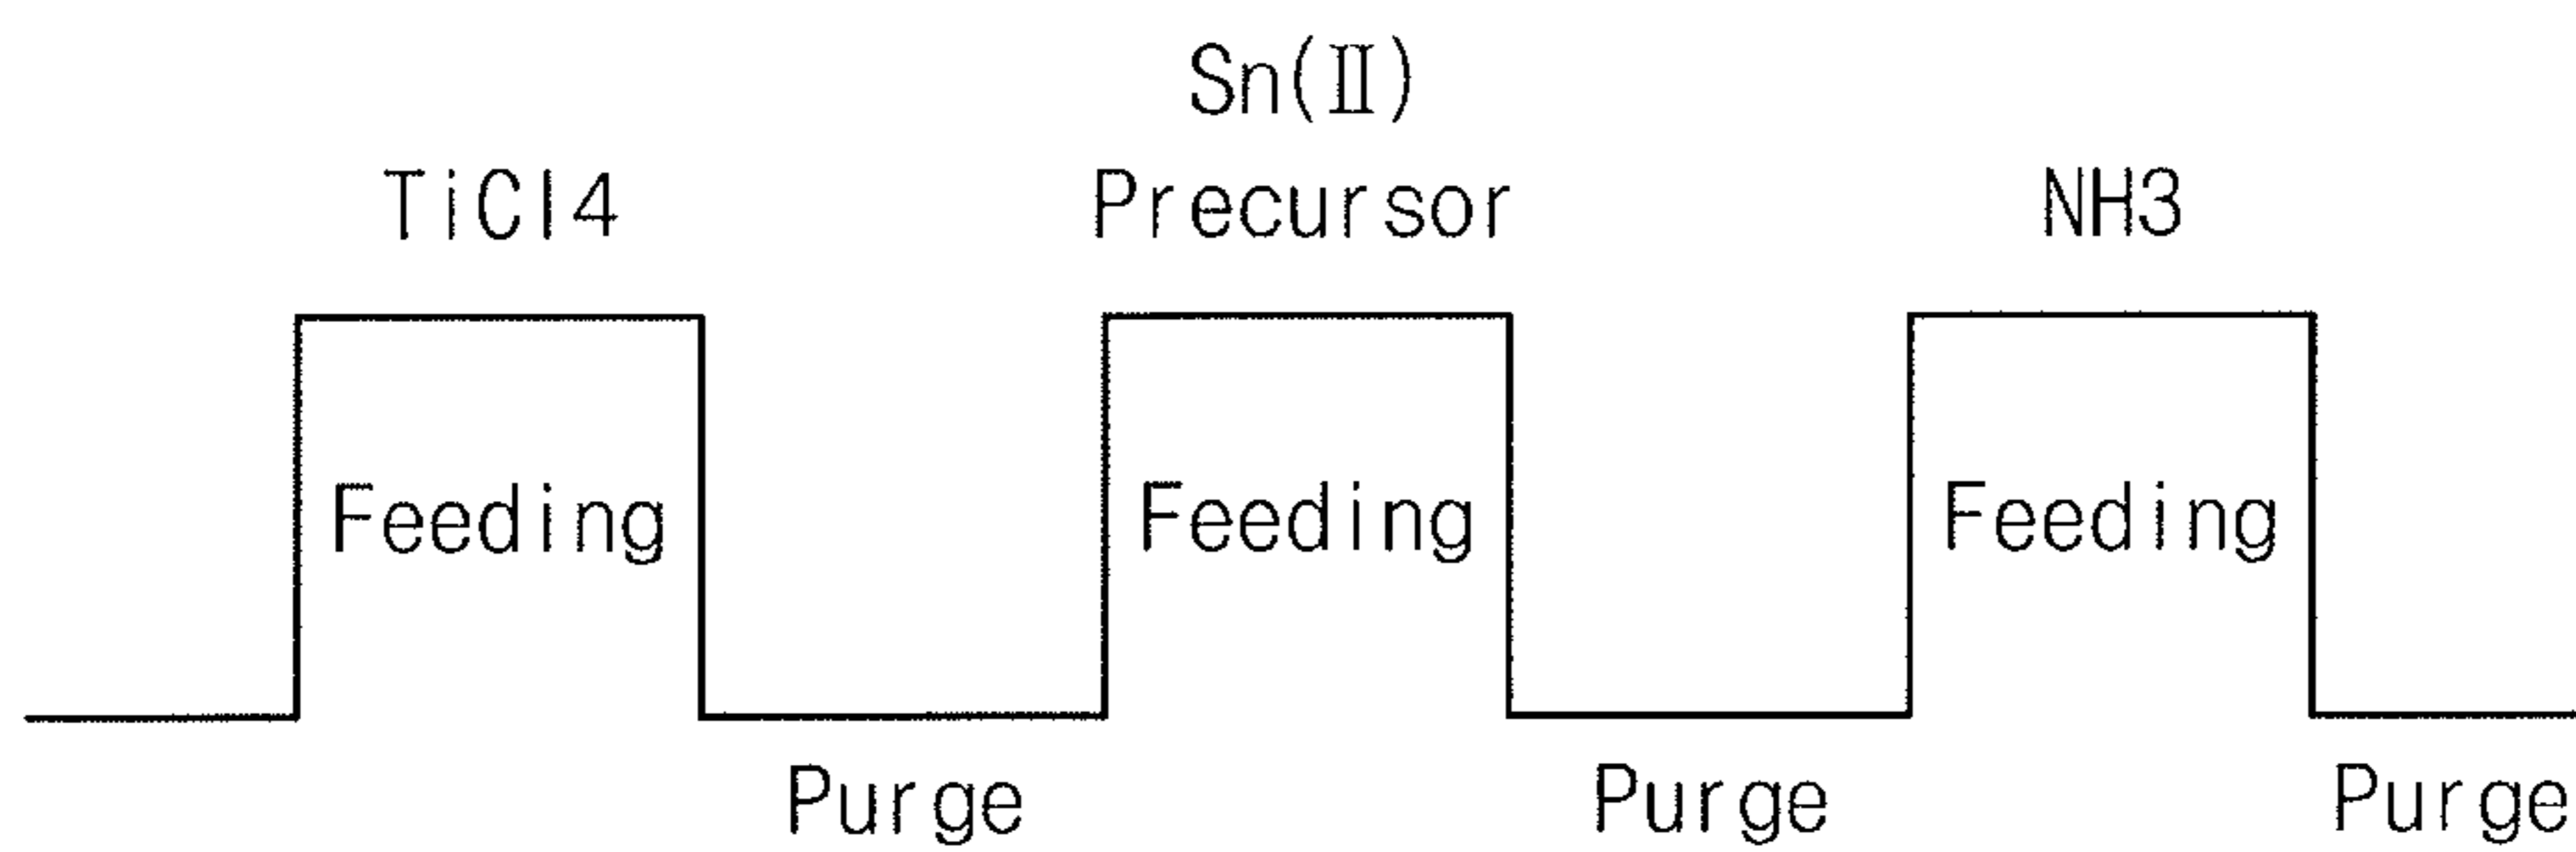 TiCl4
Sn(Ⅱ)
Precursor
NH3
Feeding
Feeding
Feeding
Purge
Purge
Purge